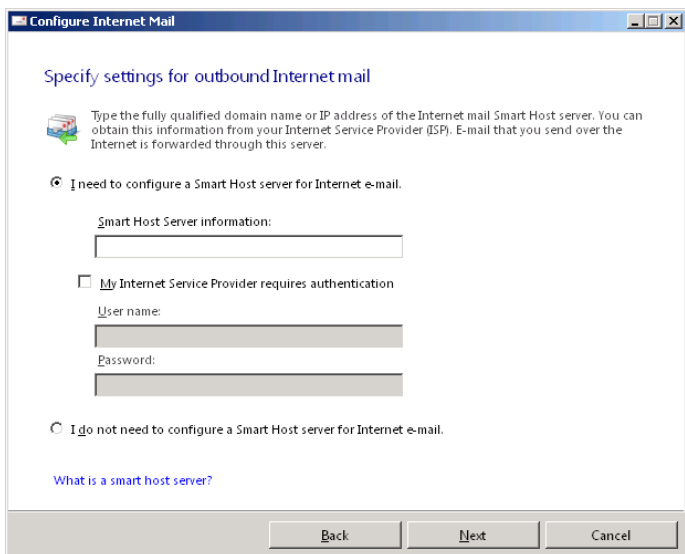 Configure Internet Mail
Specify settings for outbound Internet mail
Type the fully qualified domain name or IP address of the Internet mail Smart Host server. You can
obtain this information from your Internet Service Provider (ISP). E-mail that you send over the
Internet is forwarded through this server.
I need to configure a Smart Host server for Internet e-mail.
Smart Host Server information:
My Internet Service Provider requires authentication
User name:
Password:
I do not need to configure a Smart Host server for Internet e-mail.
What is a smart host server?
Back Next Cancel